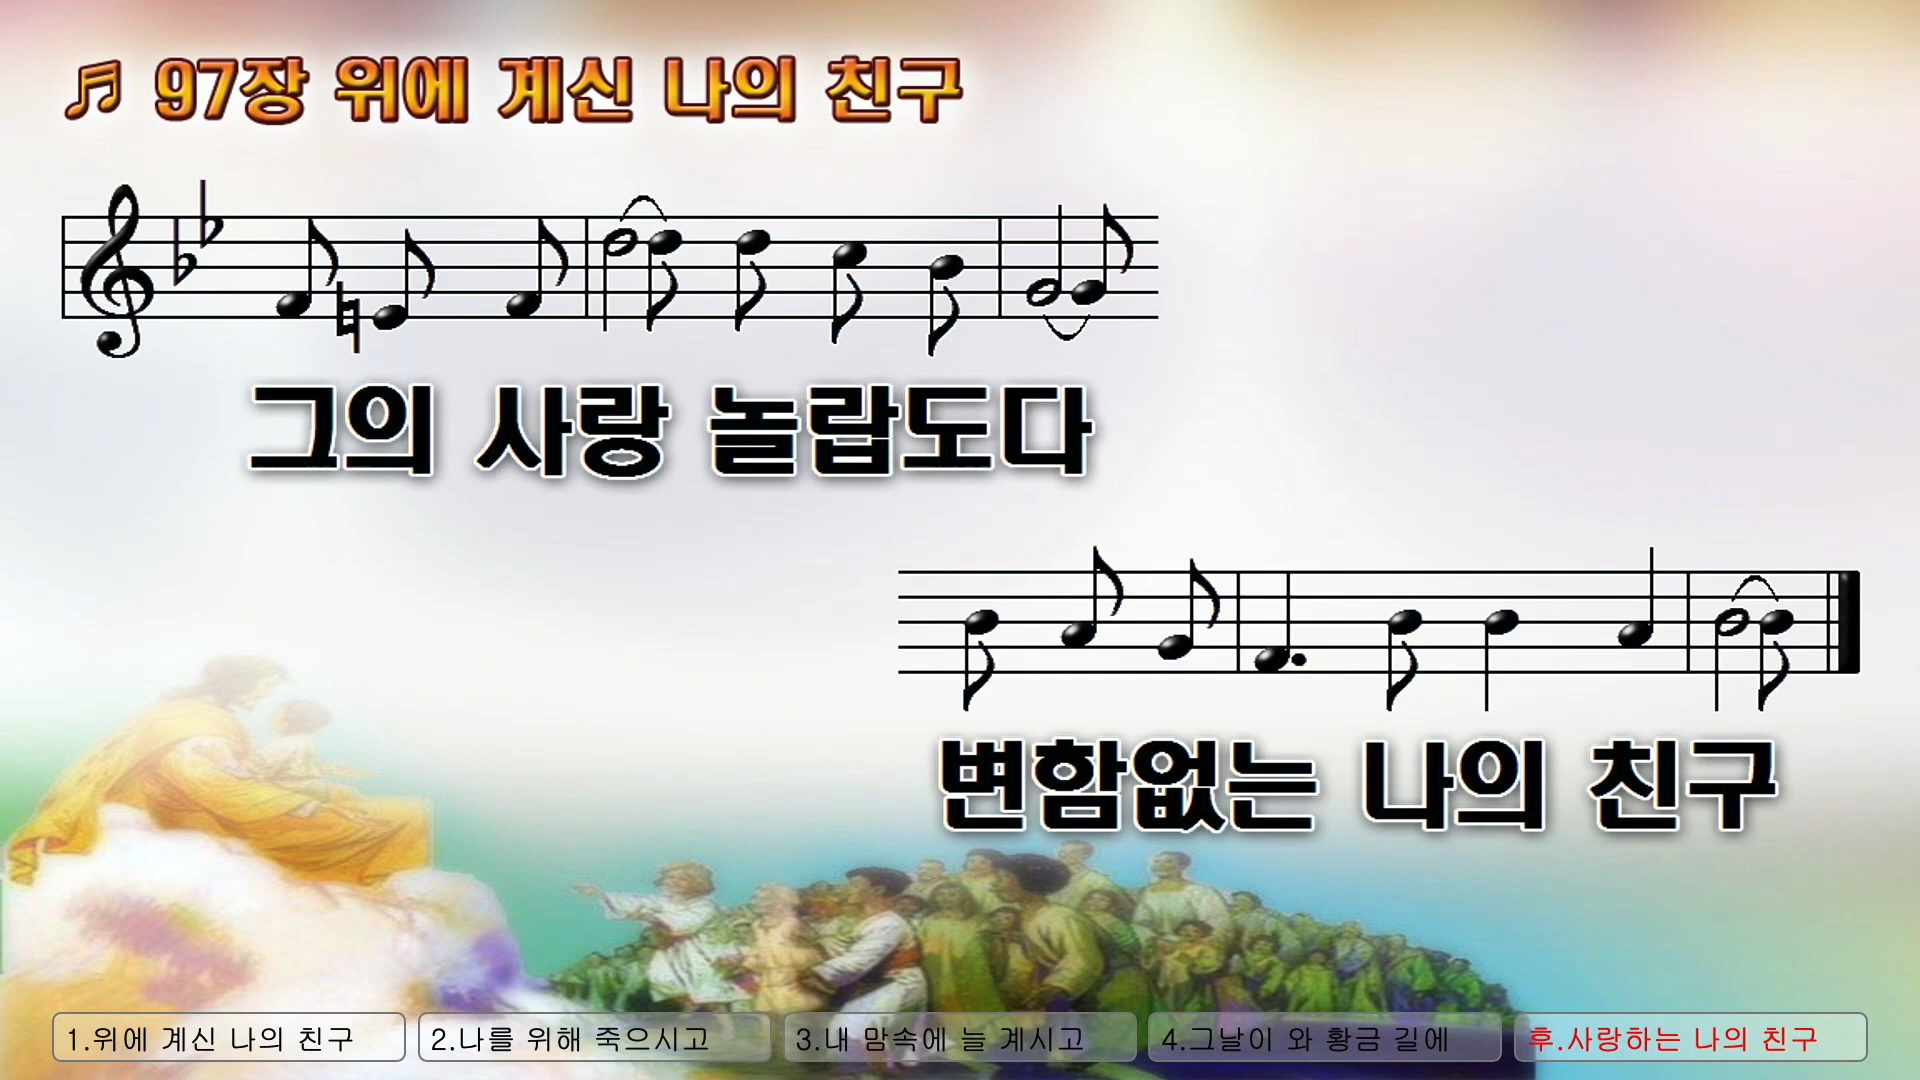 ♬ 97장 위에 계신 나의 친구
그의 사랑 놀랍도다
변함없는 나의 친구
1.위에 계신 나의 친구
2.나를 위해 죽으시고
3.내 맘속에 늘 계시고
4.그날이 와 황금 길에
후.사랑하는 나의 친구